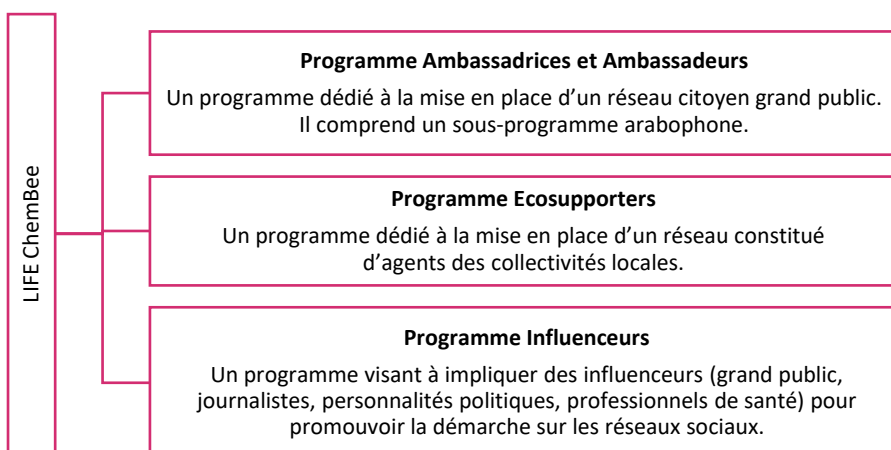 LIFE ChemBee
Programme Ambassadrices et Ambassadeurs
Un programme dédié à la mise en place d’un réseau citoyen grand public.
Il comprend un sous-programme arabophone.
Programme Ecosupporters
Un programme dédié à la mise en place d’un réseau constitué
d’agents des collectivités locales.
Programme Influenceurs
Un programme visant à impliquer des influenceurs (grand public,
journalistes, personnalités politiques, professionnels de santé) pour
promouvoir la démarche sur les réseaux sociaux.